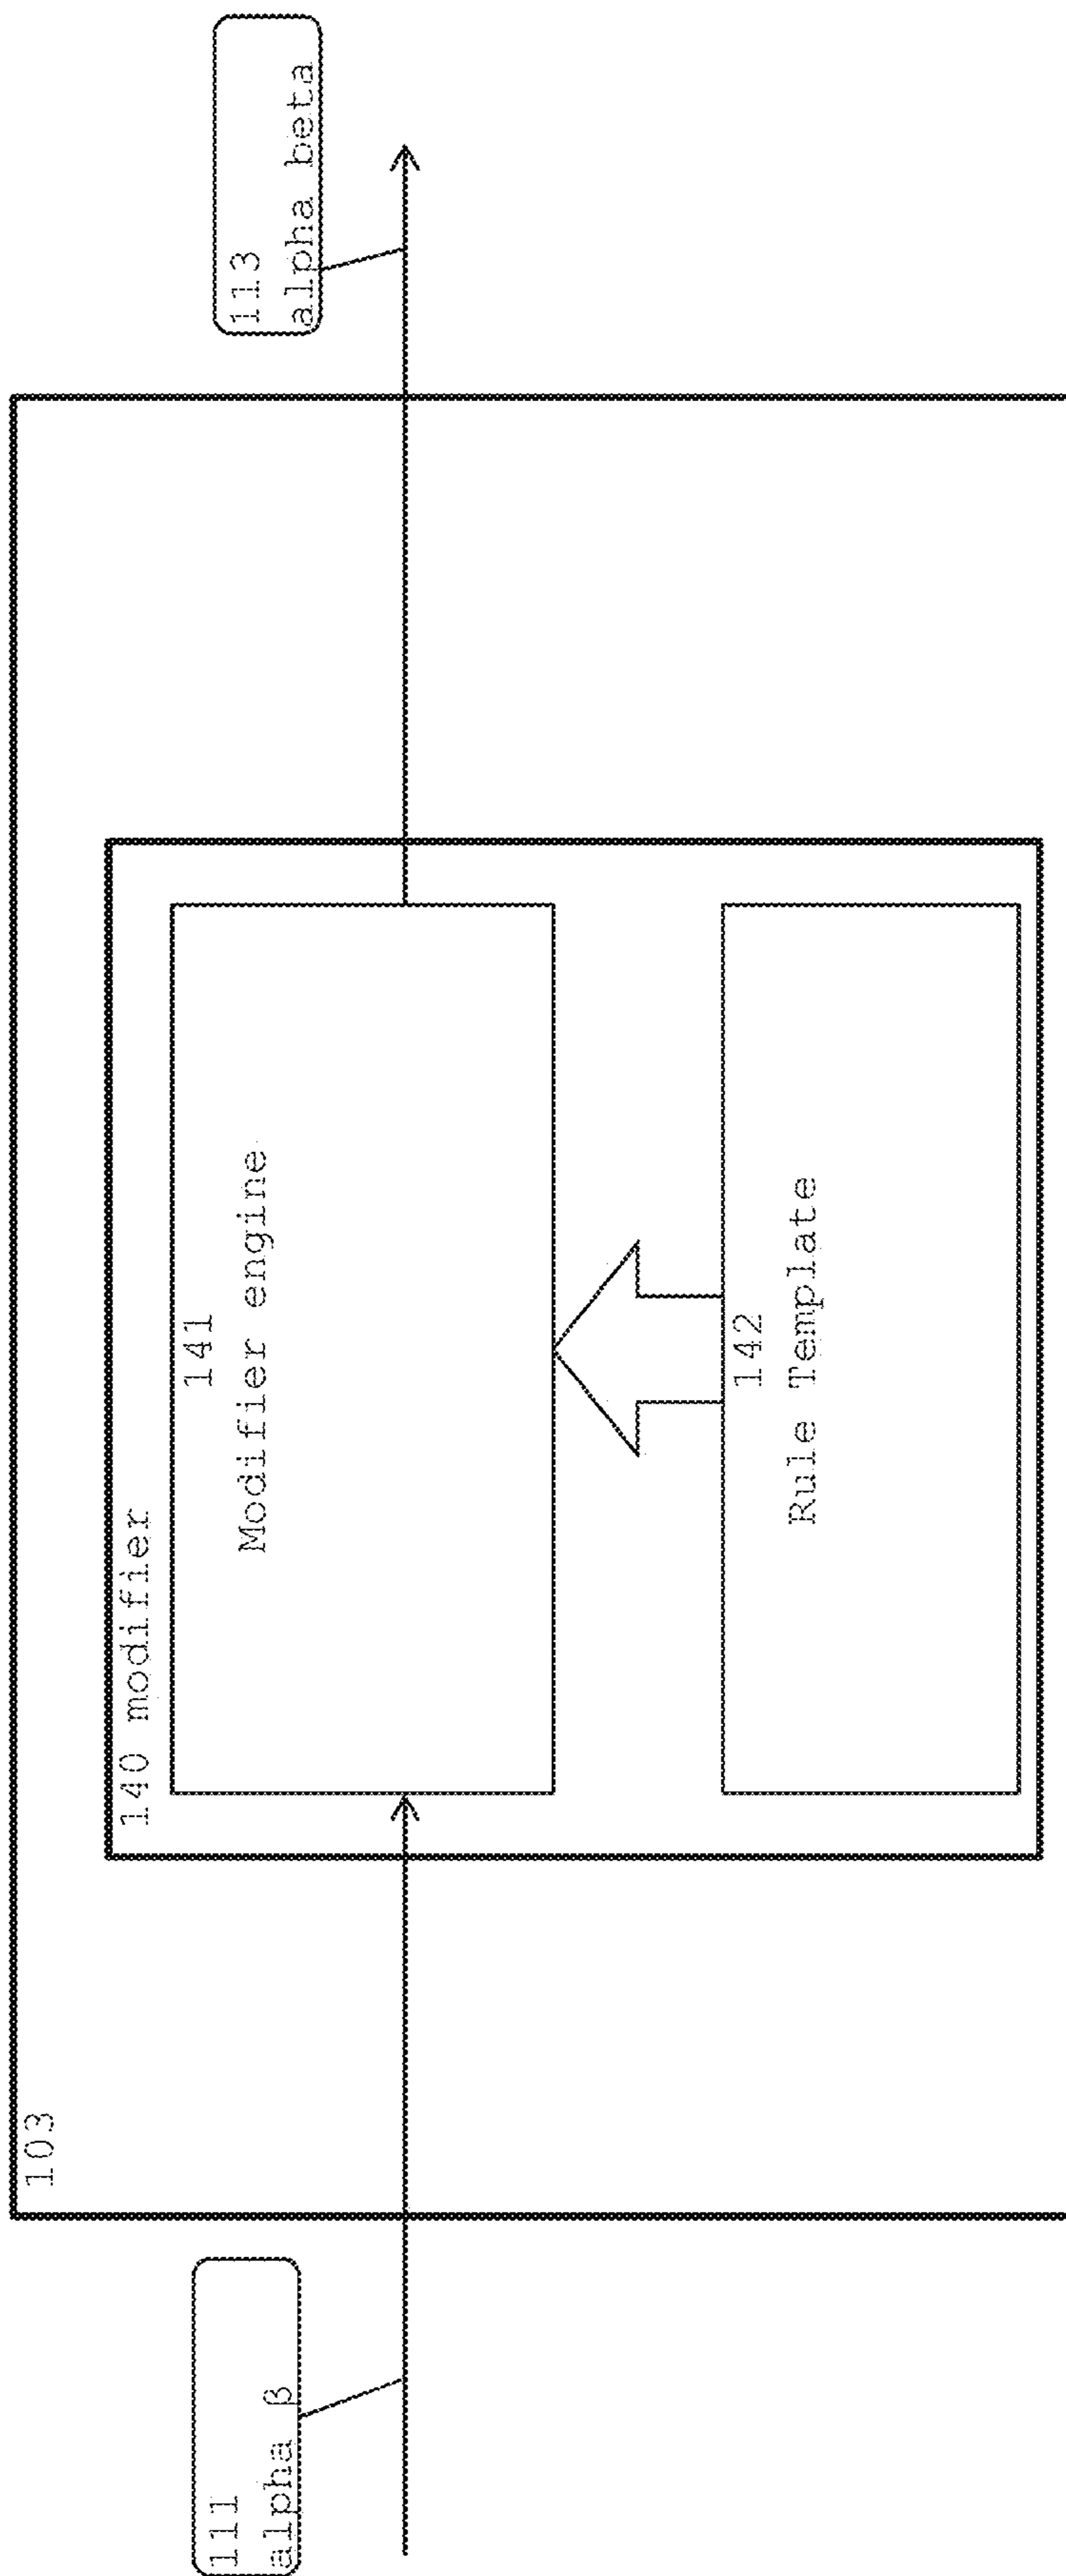 103
111
alpha β
140 modifier
141
Modifier engine
142
Rule Template
113
alpha beta